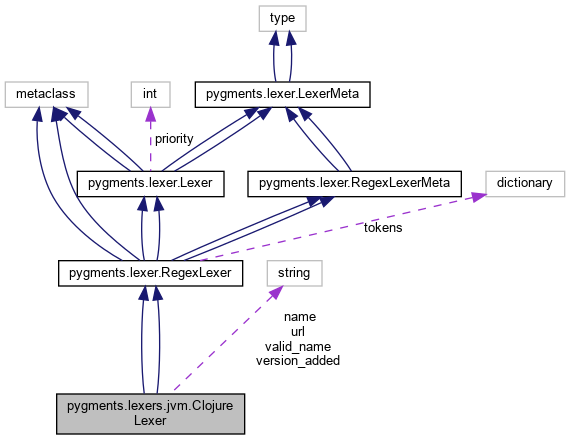 type
metaclass
int
pygments.lexer.LexerMeta
priority
pygments.lexer.Lexer
pygments.lexer.RegexLexerMeta
dictionary
tokens
pygments.lexer.RegexLexer
string
name
url
valid_name
version_added
pygments.lexers.jvm.Clojure
Lexer